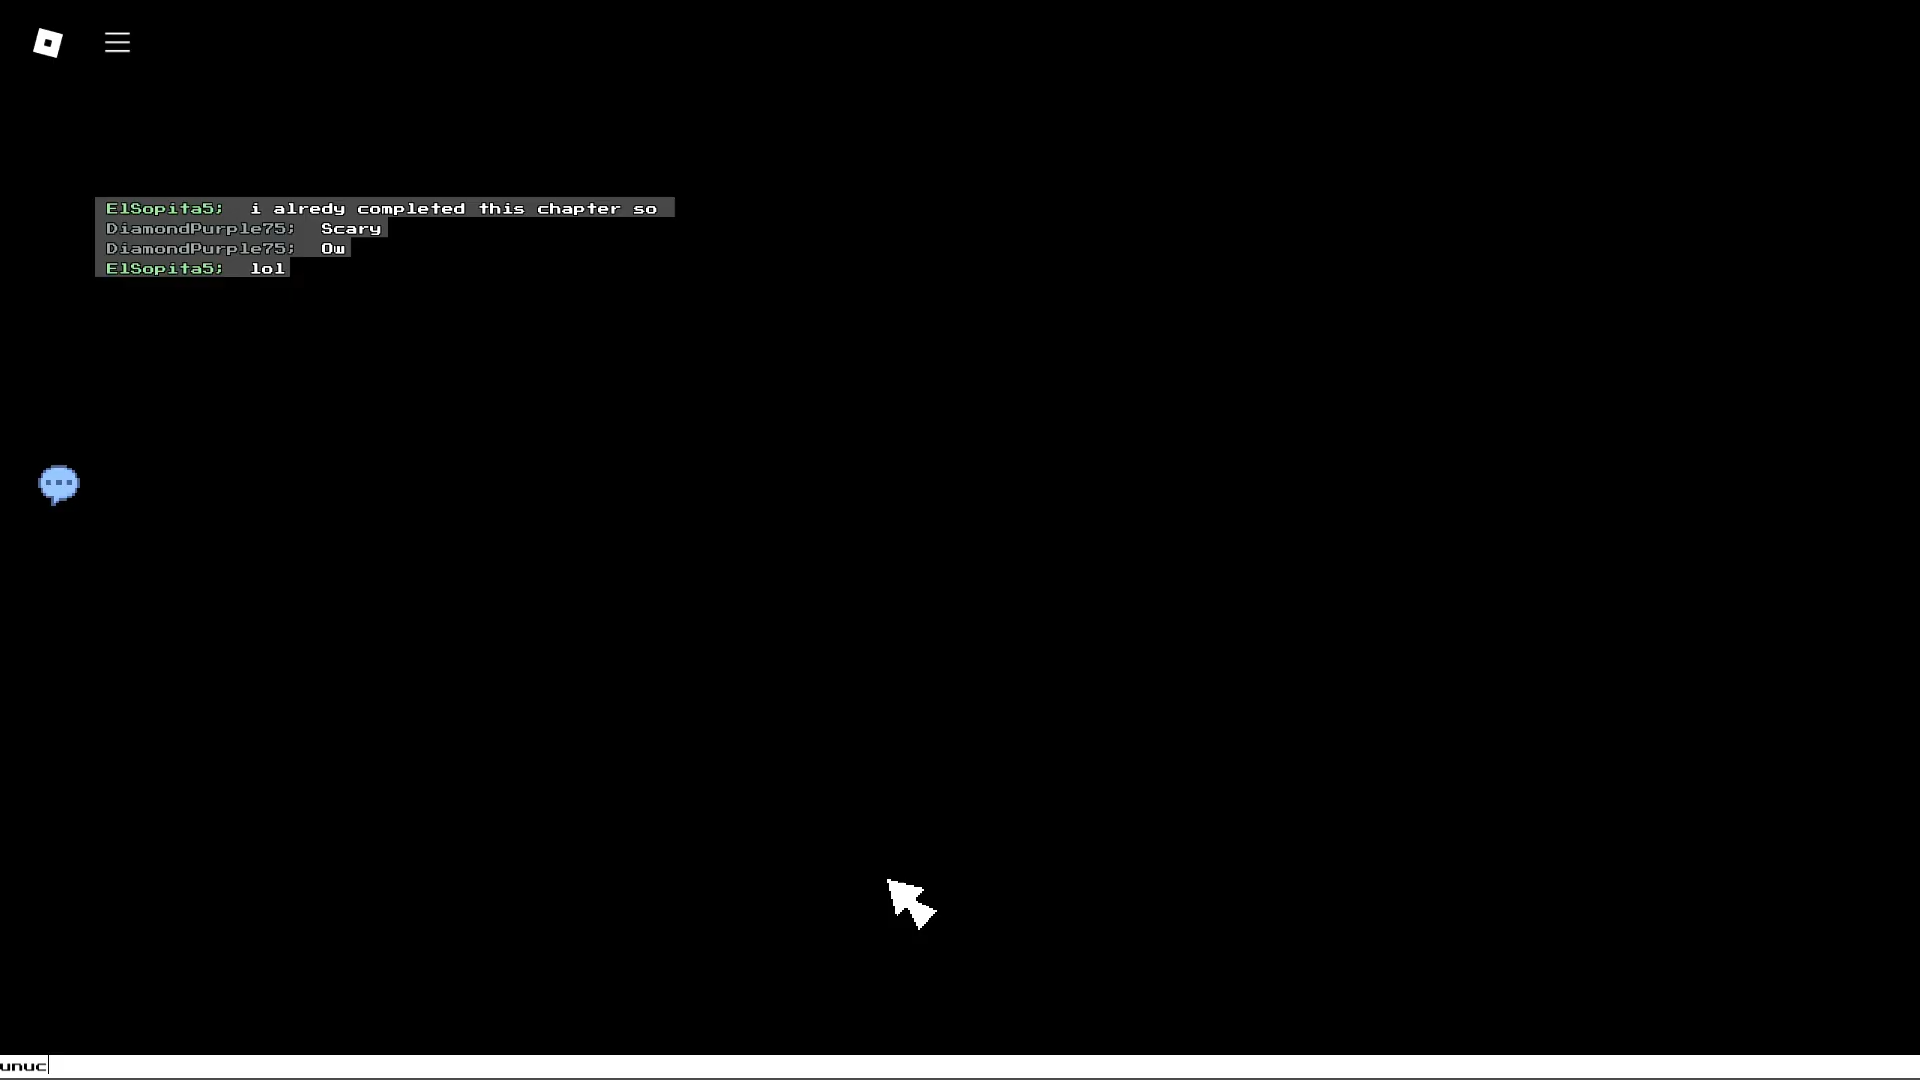 ElSopita5; i alredy completed this chapter so
DiamondPurple75; Scary
DiamondPurple75; Ow
ElSopita5; lol
unuc